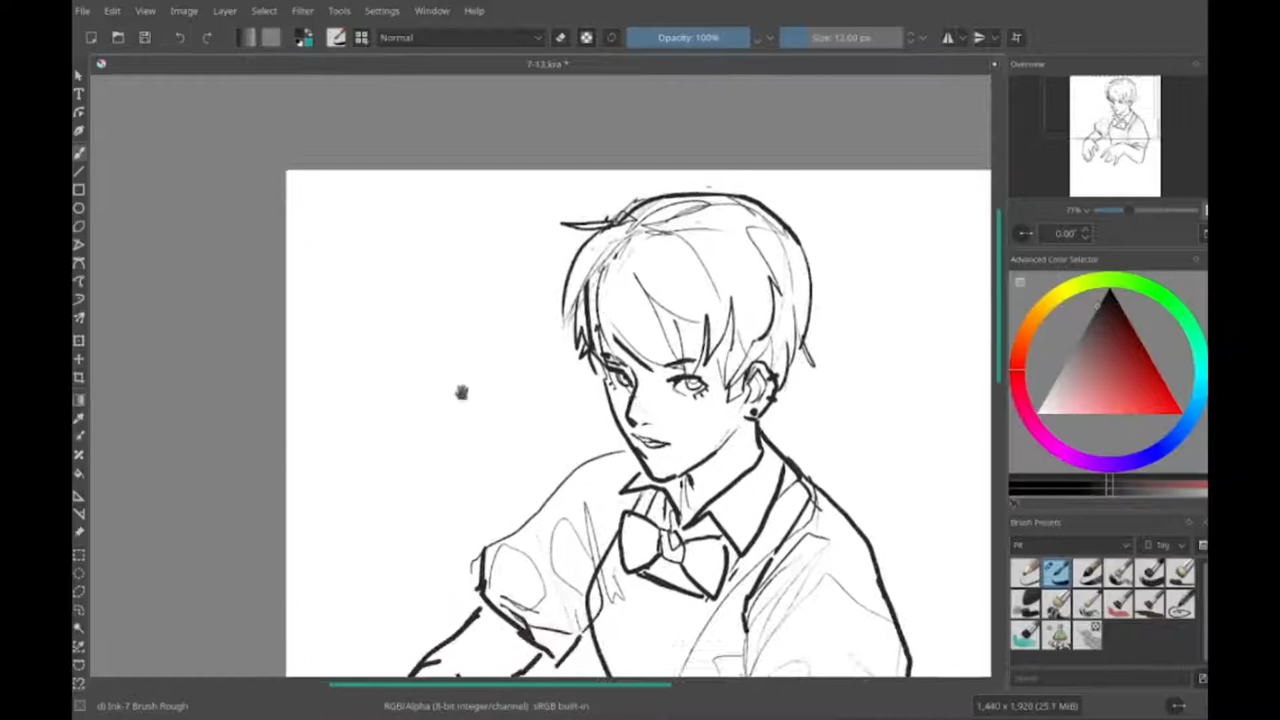 File Edit View Image Layer Select Filter Tools Settings Window Help
Normal Opacity: 100% Size: 12.00 px
7-13.kra *
Overview
77%
0.00°
Advanced Color Selector
Brush Presets
Tag
d) Ink-7 Brush Rough RGB/Alpha (8-bit integer/channel) sRGB built-in 1,440 x 1,920 (25.1 MiB)